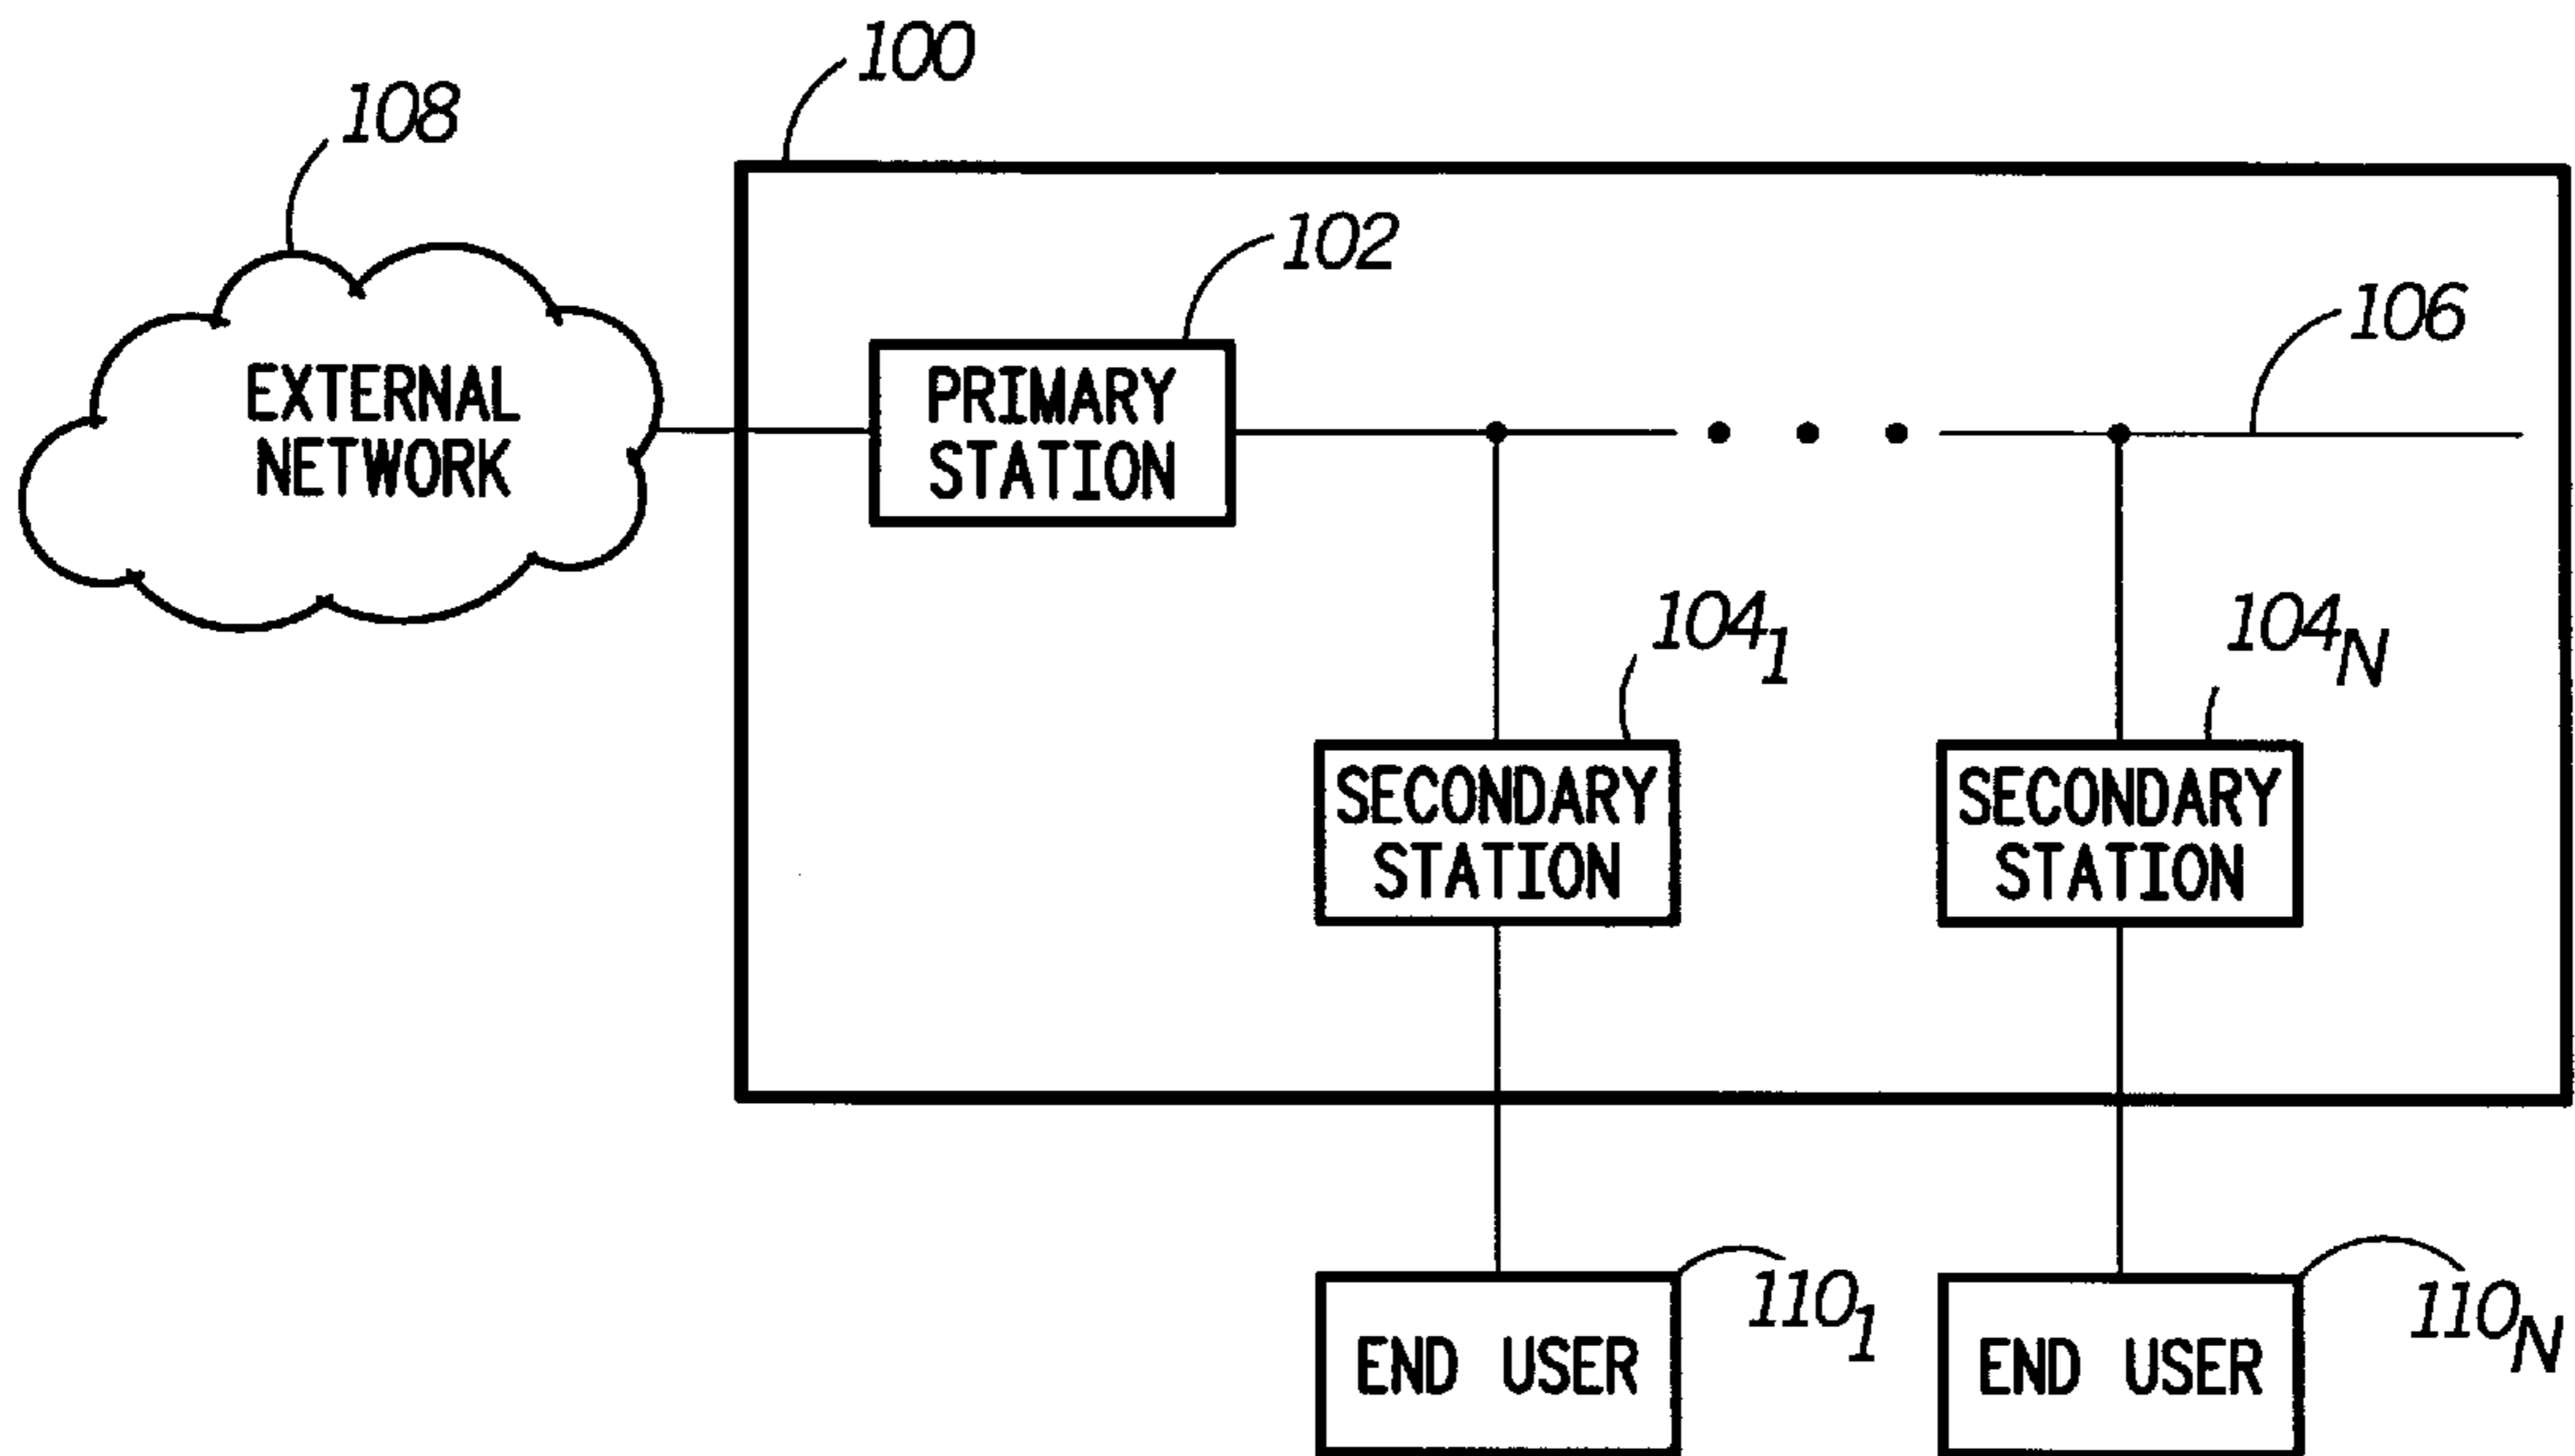 100
108
102
106
EXTERNAL
NETWORK
PRIMARY
STATION
104₁
104N
SECONDARY
STATION
SECONDARY
STATION
110₁
110N
END USER
END USER